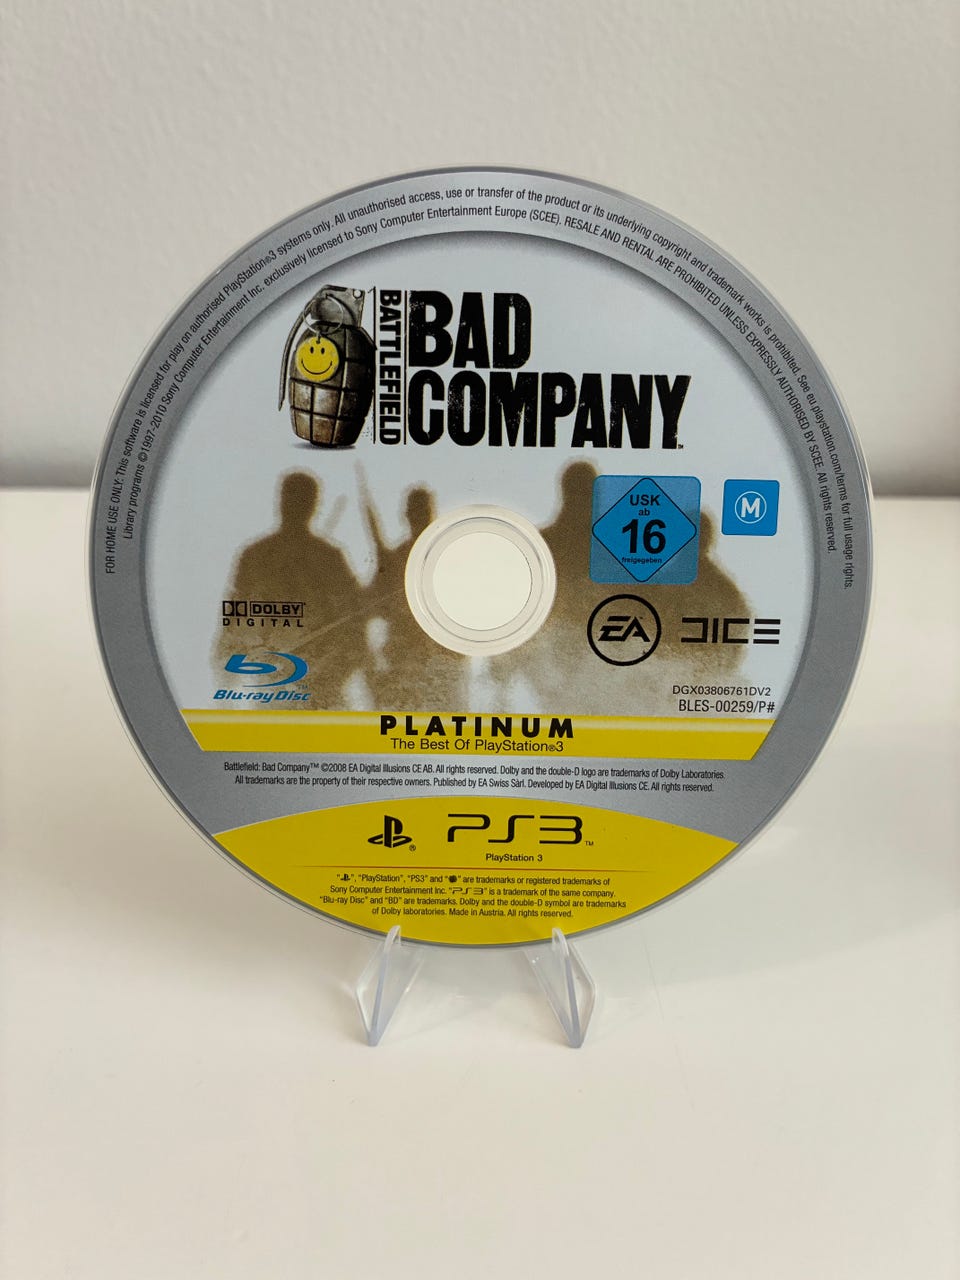 FOR HOME USE ONLY: This software is licensed for play on authorised PlayStation®3 systems only. All unauthorised access, use or transfer of the product or its underlying copyright and trademark works is prohibited. See eu.playstation.com/terms for full usage rights.
Library programs ©1997-2010 Sony Computer Entertainment Inc. exclusively licensed to Sony Computer Entertainment Europe (SCEE). RESALE AND RENTAL ARE PROHIBITED UNLESS EXPRESSLY AUTHORISED BY SCEE. All rights reserved.
BATTLEFIELD
BAD
COMPANY™
USK
ab
16
freigegeben
M
DOLBY
DIGITAL
EA
DICE
Blu-ray Disc™
DGX03806761DV2
BLES-00259/P#
PLATINUM
The Best Of PlayStation®3
Battlefield: Bad Company™ ©2008 EA Digital Illusions CE AB. All rights reserved. Dolby and the double-D logo are trademarks of Dolby Laboratories.
All trademarks are the property of their respective owners. Published by EA Swiss Sàrl. Developed by EA Digital Illusions CE. All rights reserved.
® PS3™
PlayStation 3
"", "PlayStation", "PS3" and "" are trademarks or registered trademarks of
Sony Computer Entertainment Inc. "PS3" is a trademark of the same company.
"Blu-ray Disc" and "BD" are trademarks. Dolby and the double-D symbol are trademarks
of Dolby laboratories. Made in Austria. All rights reserved.